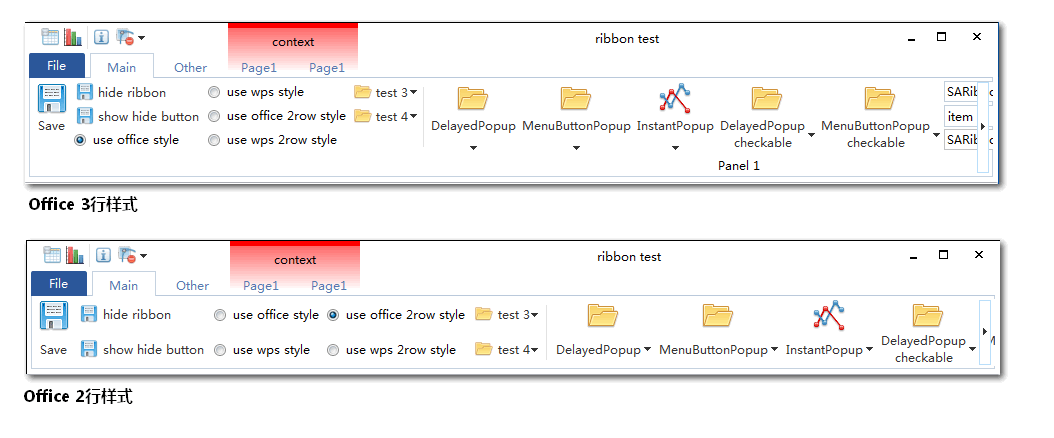 context
ribbon test
File Main Other Page1 Page1
hide ribbon use wps style test 3
Save show hide button use office 2row style test 4
use office style use wps 2row style
DelayedPopup MenuButtonPopup InstantPopup DelayedPopup checkable MenuButtonPopup checkable
item
Panel 1
Office 3行样式
context
ribbon test
File Main Other Page1 Page1
hide ribbon use office style use office 2row style test 3
Save show hide button use wps style use wps 2row style test 4
DelayedPopup MenuButtonPopup InstantPopup DelayedPopup checkable
Office 2行样式